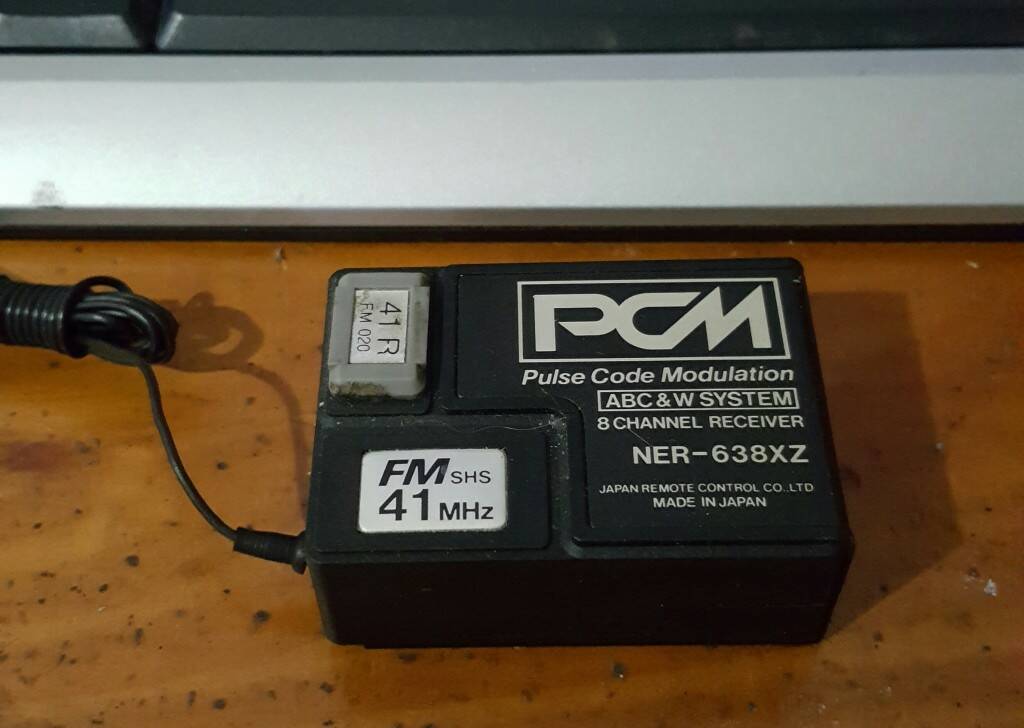 41 R
RM 020
PCM
Pulse Code Modulation
ABC & W SYSTEM
8 CHANNEL RECEIVER
NER-638XZ
JAPAN REMOTE CONTROL CO.,LTD
MADE IN JAPAN
FM SHS
41 MHz